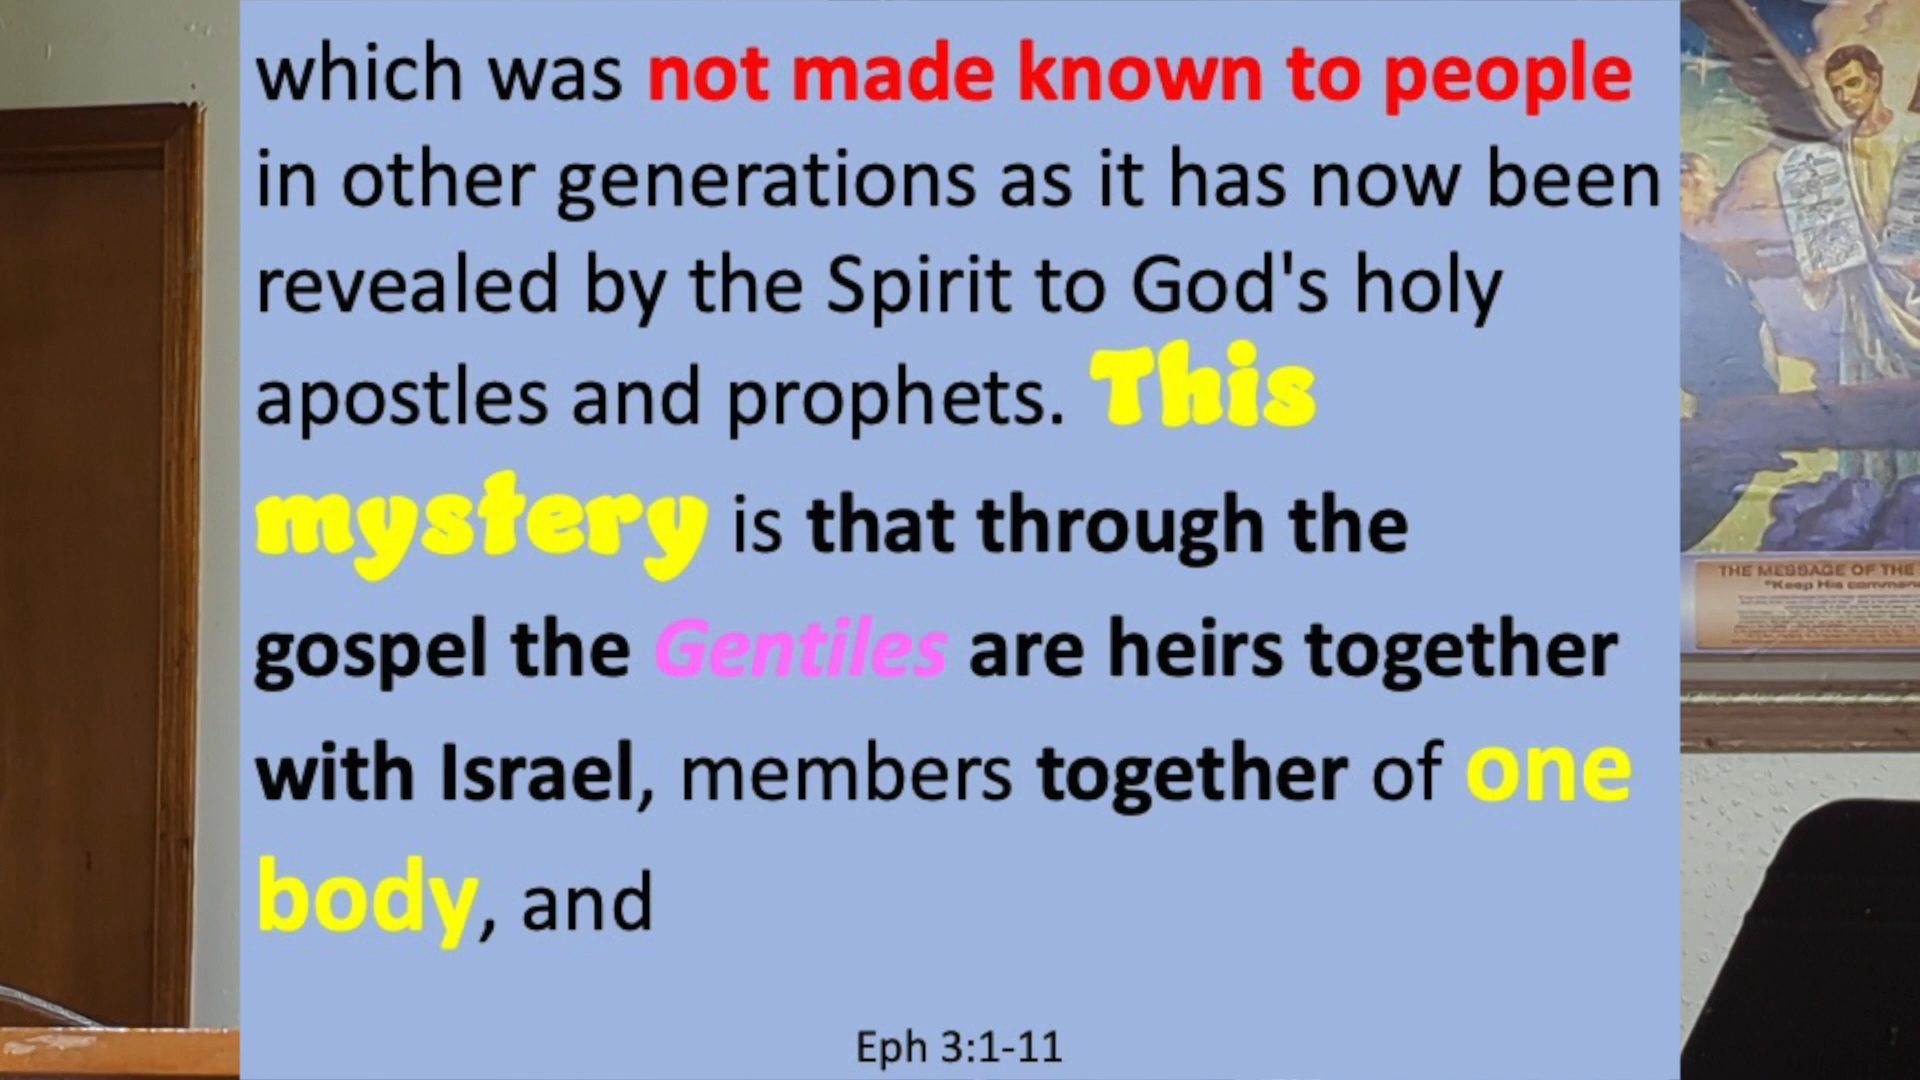 which was not made known to people
in other generations as it has now been
revealed by the Spirit to God's holy
apostles and prophets. This
mystery is that through the
gospel the Gentiles are heirs together
with Israel, members together of one
body, and
Eph 3:1-11
THE MESSAGE OF THE
"Keep His